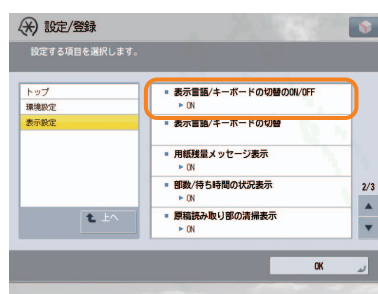 設定/登録
設定する項目を選択します。
トップ
環境設定
表示設定
上へ
表示言語/キーボードの切替のON/OFF
ON
表示言語/キーボードの切替
用紙残量メッセージ表示
ON
部数/待ち時間の状況表示
ON
原稿読み取り部の清掃表示
ON
2/3
OK